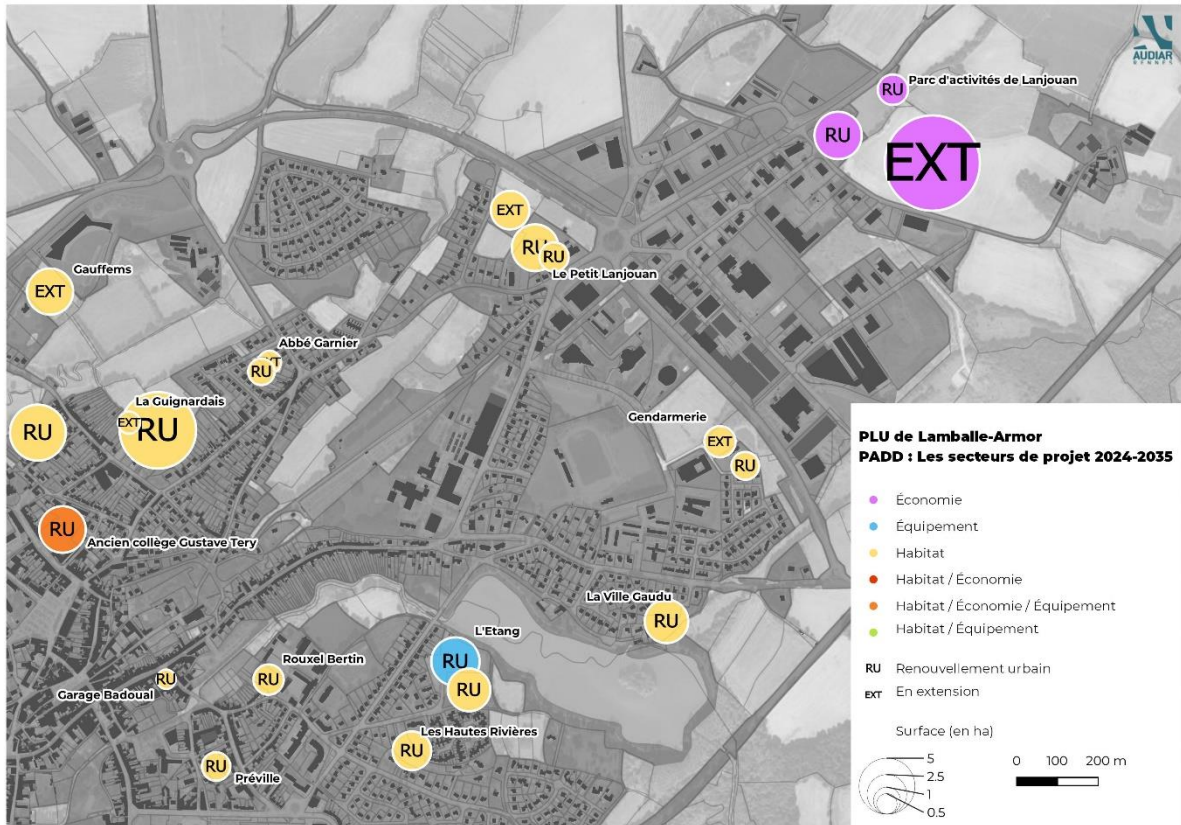 AUDIAR
RENNES
Parc d'activités de Lanjouan
RU
RU
EXT
EXT
RU
RU
Le Petit Lanjouan
Gauffems
EXT
Abbé Garnier
EXT
RU
La Guignardais
EXT
RU
RU
Gendarmerie
EXT
RU
RU
Ancien collège Gustave Tery
La Ville Gaudu
RU
L'Etang
RU
RU
Rouxel Bertin
RU
Garage Badoual
RU
Les Hautes Rivières
RU
RU
Préville
PLU de Lamballe-Armor
PADD : Les secteurs de projet 2024-2035
Économie
Équipement
Habitat
Habitat / Économie
Habitat / Économie / Équipement
Habitat / Équipement
RU Renouvellement urbain
EXT En extension
Surface (en ha)
5
2.5
1
0.5
0 100 200 m